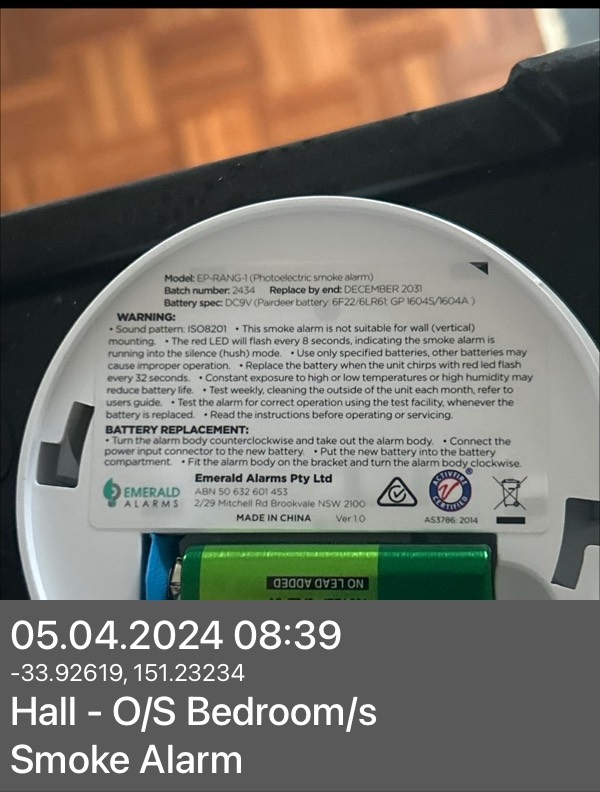 Model: EP-RANG-1 (Photoelectric smoke alarm)
Batch number: 2434 Replace by end: DECEMBER 2031
Battery spec: DC9V (Pairdeer battery: 6F22/6LR61: GP 1604S/1604A )
WARNING:
• Sound pattern: ISO8201 • This smoke alarm is not suitable for wall (vertical)
mounting. • The red LED will flash every 8 seconds, indicating the smoke alarm is
running into the silence (hush) mode. • Use only specified batteries, other batteries may
cause improper operation. • Replace the battery when the unit chirps with red led flash
every 32 seconds. • Constant exposure to high or low temperatures or high humidity may
reduce battery life. • Test weekly, cleaning the outside of the unit each month, refer to
users guide. • Test the alarm for correct operation using the test facility, whenever the
battery is replaced. • Read the instructions before operating or servicing.
BATTERY REPLACEMENT:
• Turn the alarm body counterclockwise and take out the alarm body. • Connect the
power input connector to the new battery. • Put the new battery into the battery
compartment. • Fit the alarm body on the bracket and turn the alarm body clockwise.
EMERALD
ALARMS
Emerald Alarms Pty Ltd
ABN 50 632 601 453
2/29 Mitchell Rd Brookvale NSW 2100
MADE IN CHINA Ver:1.0
ACTIVFIRE
CERTIFIED
®
AS3786: 2014
NO LEAD ADDED
05.04.2024 08:39
-33.92619, 151.23234
Hall - O/S Bedroom/s
Smoke Alarm